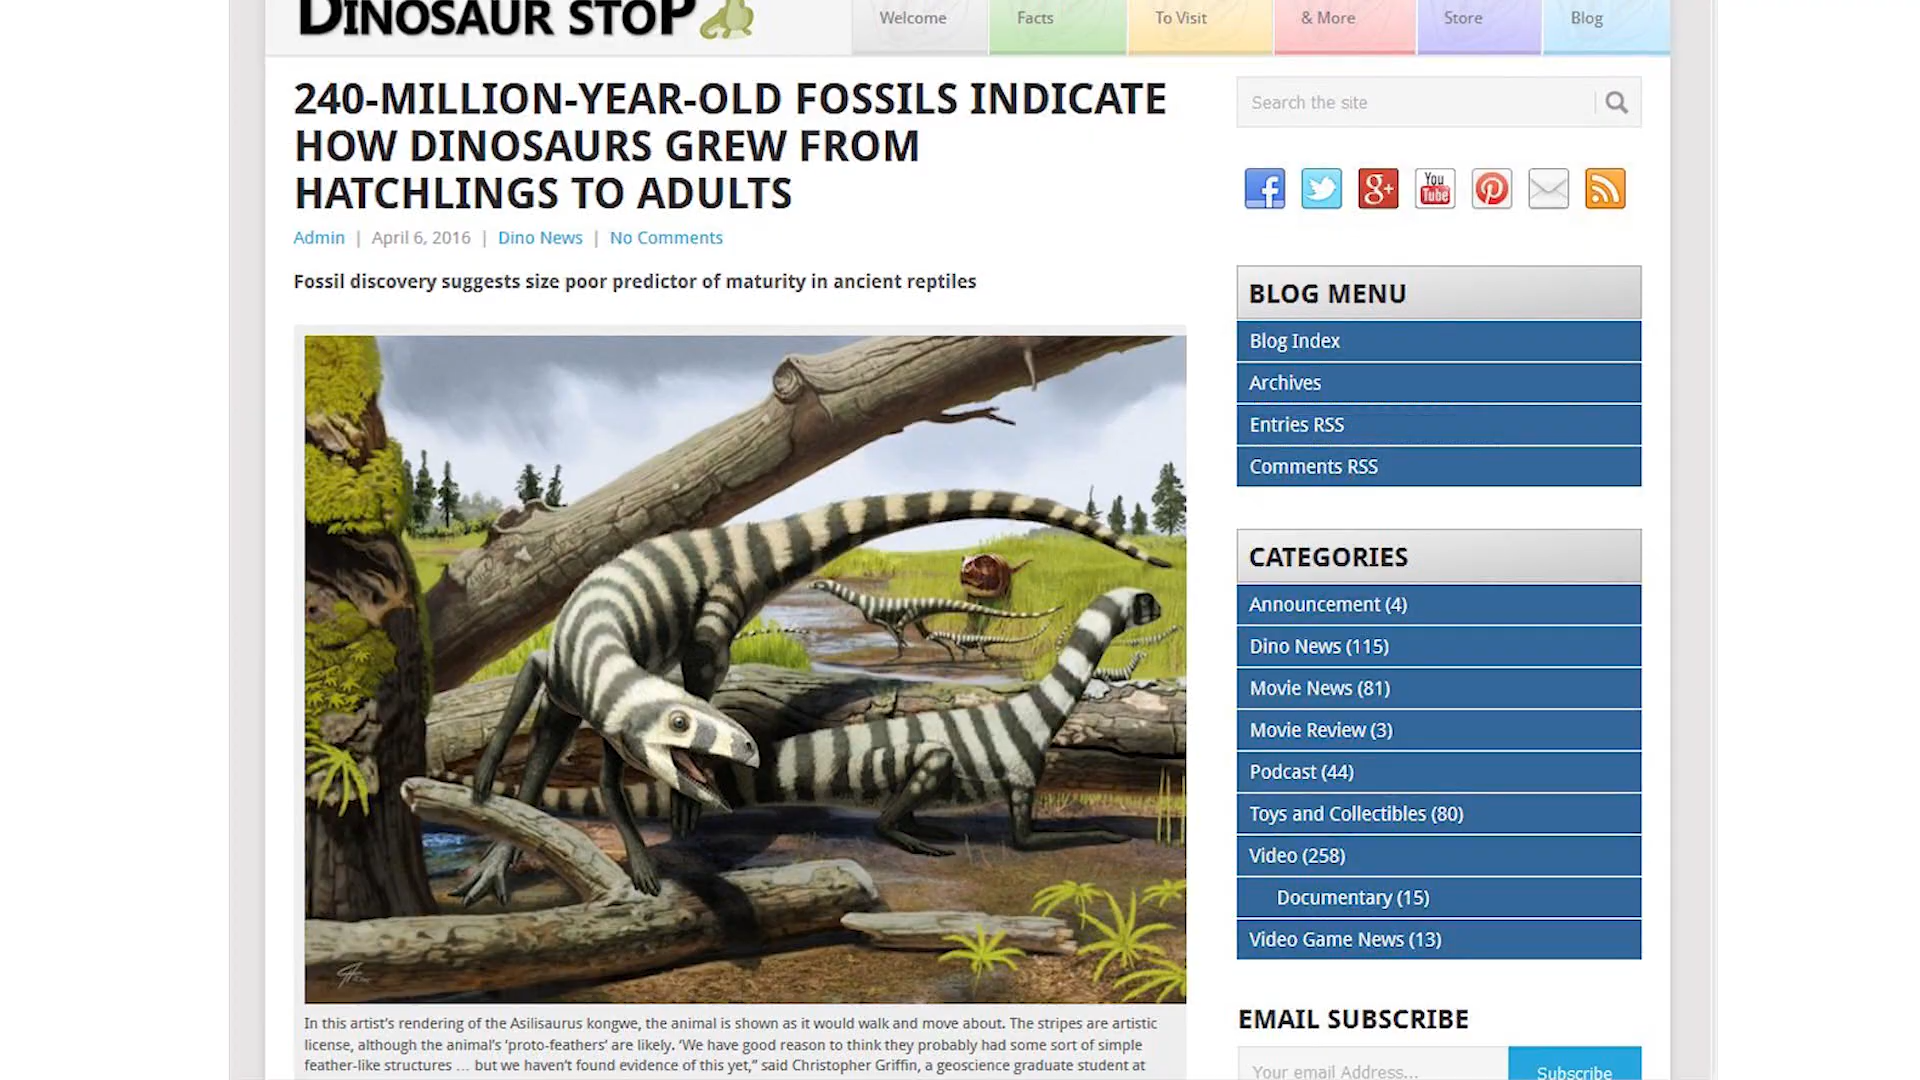 DINOSAUR STOP
Welcome
Facts
To Visit
& More
Store
Blog
240-MILLION-YEAR-OLD FOSSILS INDICATE
HOW DINOSAURS GREW FROM
HATCHLINGS TO ADULTS
Admin | April 6, 2016 | Dino News | No Comments
Fossil discovery suggests size poor predictor of maturity in ancient reptiles
In this artist's rendering of the Asilisaurus kongwe, the animal is shown as it would walk and move about. The stripes are artistic
license, although the animal's 'proto-feathers' are likely. 'We have good reason to think they probably had some sort of simple
feather-like structures … but we haven't found evidence of this yet,” said Christopher Griffin, a geoscience graduate student at
Search the site
g+
You
Tube
BLOG MENU
Blog Index
Archives
Entries RSS
Comments RSS
CATEGORIES
Announcement (4)
Dino News (115)
Movie News (81)
Movie Review (3)
Podcast (44)
Toys and Collectibles (80)
Video (258)
Documentary (15)
Video Game News (13)
EMAIL SUBSCRIBE
Your email Address...
Subscribe